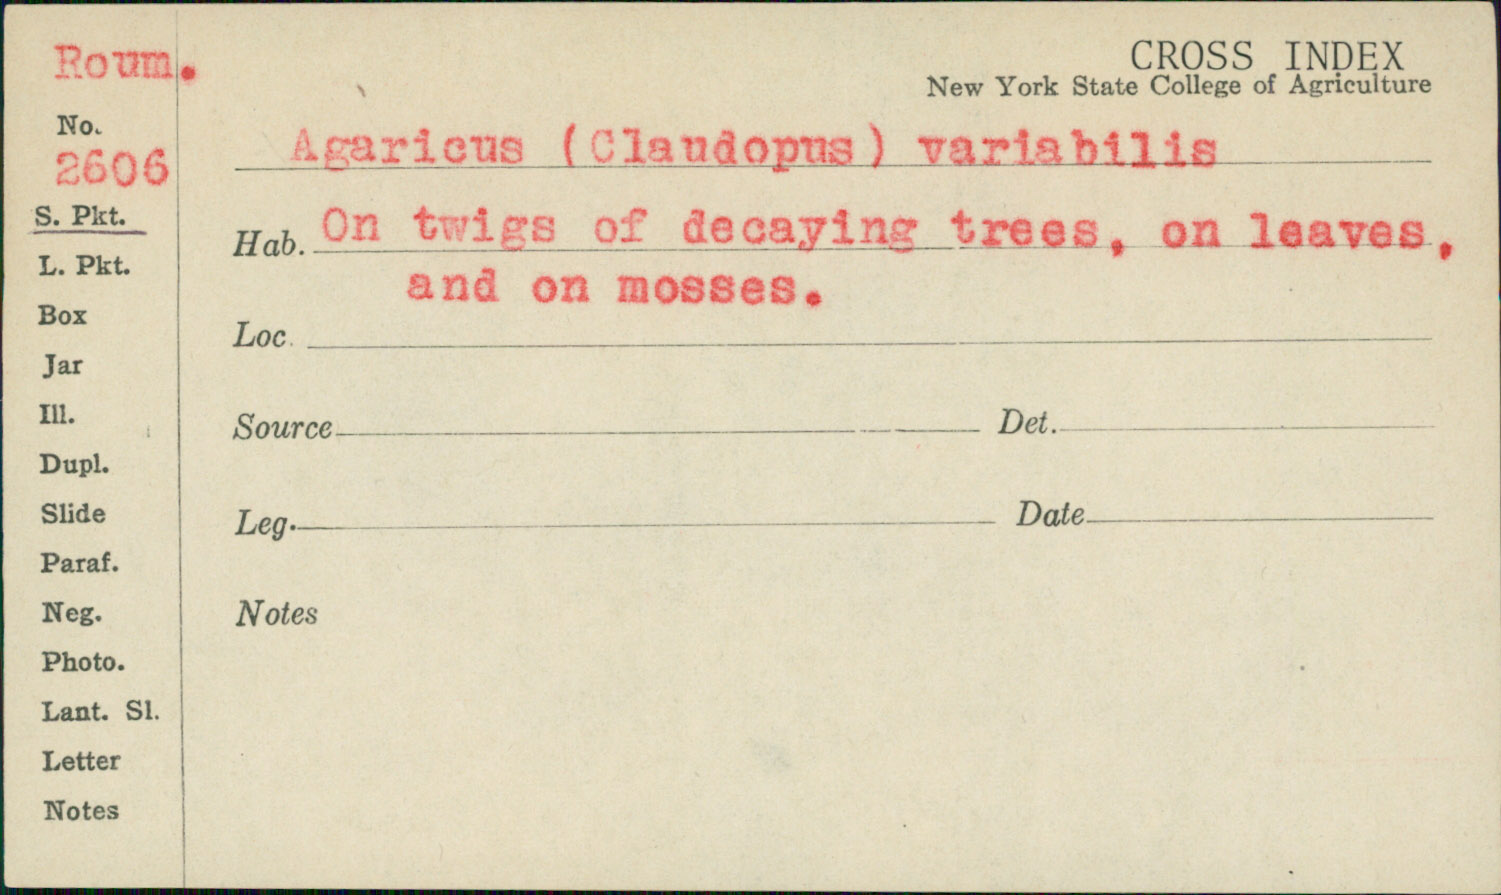 Roum.
CROSS INDEX
New York State College of Agriculture
No.
2606
Agaricus (Claudopus) variabilis
S. Pkt.
Hab. On twigs of decaying trees, on leaves,
and on mosses.
L. Pkt.
Box
Loc.
Jar
Ill.
Source Det.
Dupl.
Slide
Leg. Date
Paraf.
Neg.
Notes
Photo.
Lant. Sl.
Letter
Notes